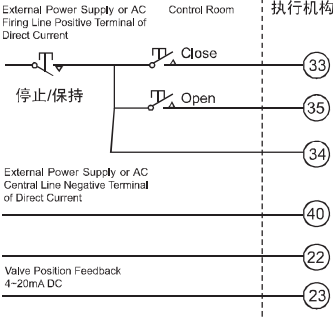 External Power Supply or AC
Firing Line Positive Terminal of
Direct Current
Control Room
执行机构
Close
33
停止/保持
Open
35
34
External Power Supply or AC
Central Line Negative Terminal
of Direct Current
40
22
Valve Position Feedback
4~20mA DC
23